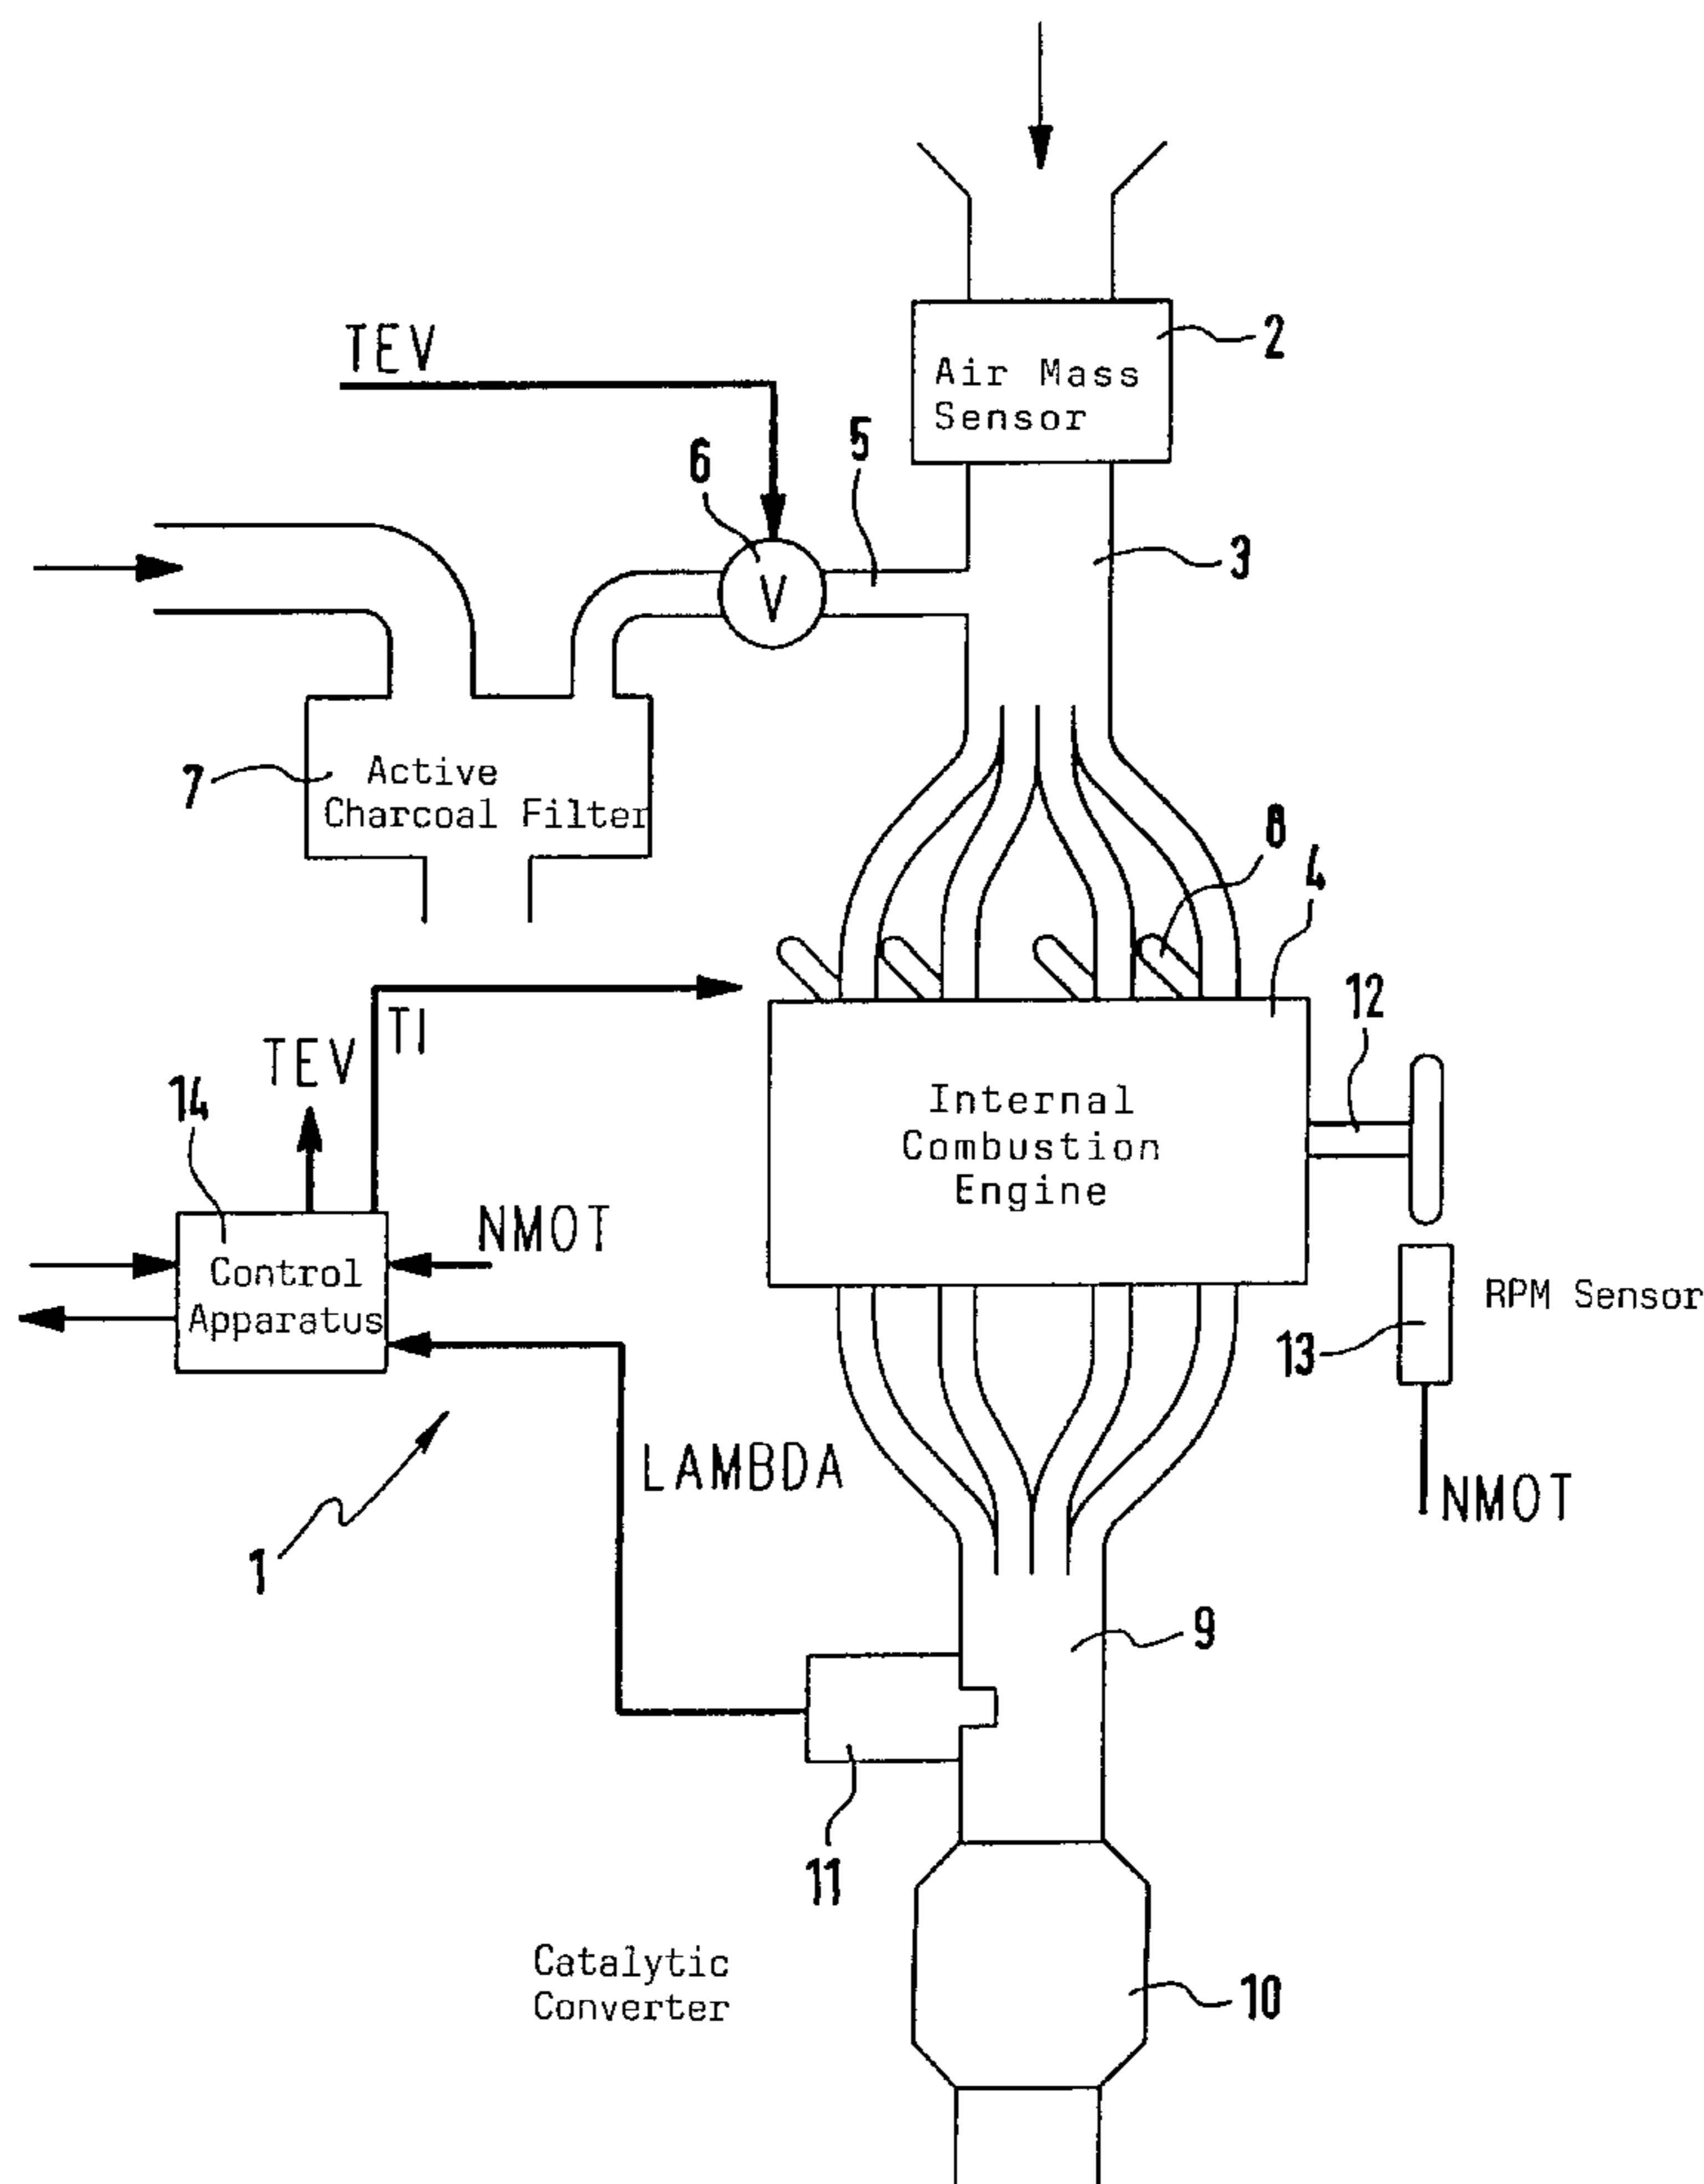 2
Air Mass
Sensor
TEV
5
6
V
3
7
Active
Charcoal Filter
8
4
12
TI
TEV
14
Internal
Combustion
Engine
NMOT
Control
Apparatus
RPM Sensor
13
LAMBDA
NMOT
1
9
11
Catalytic
Converter
10